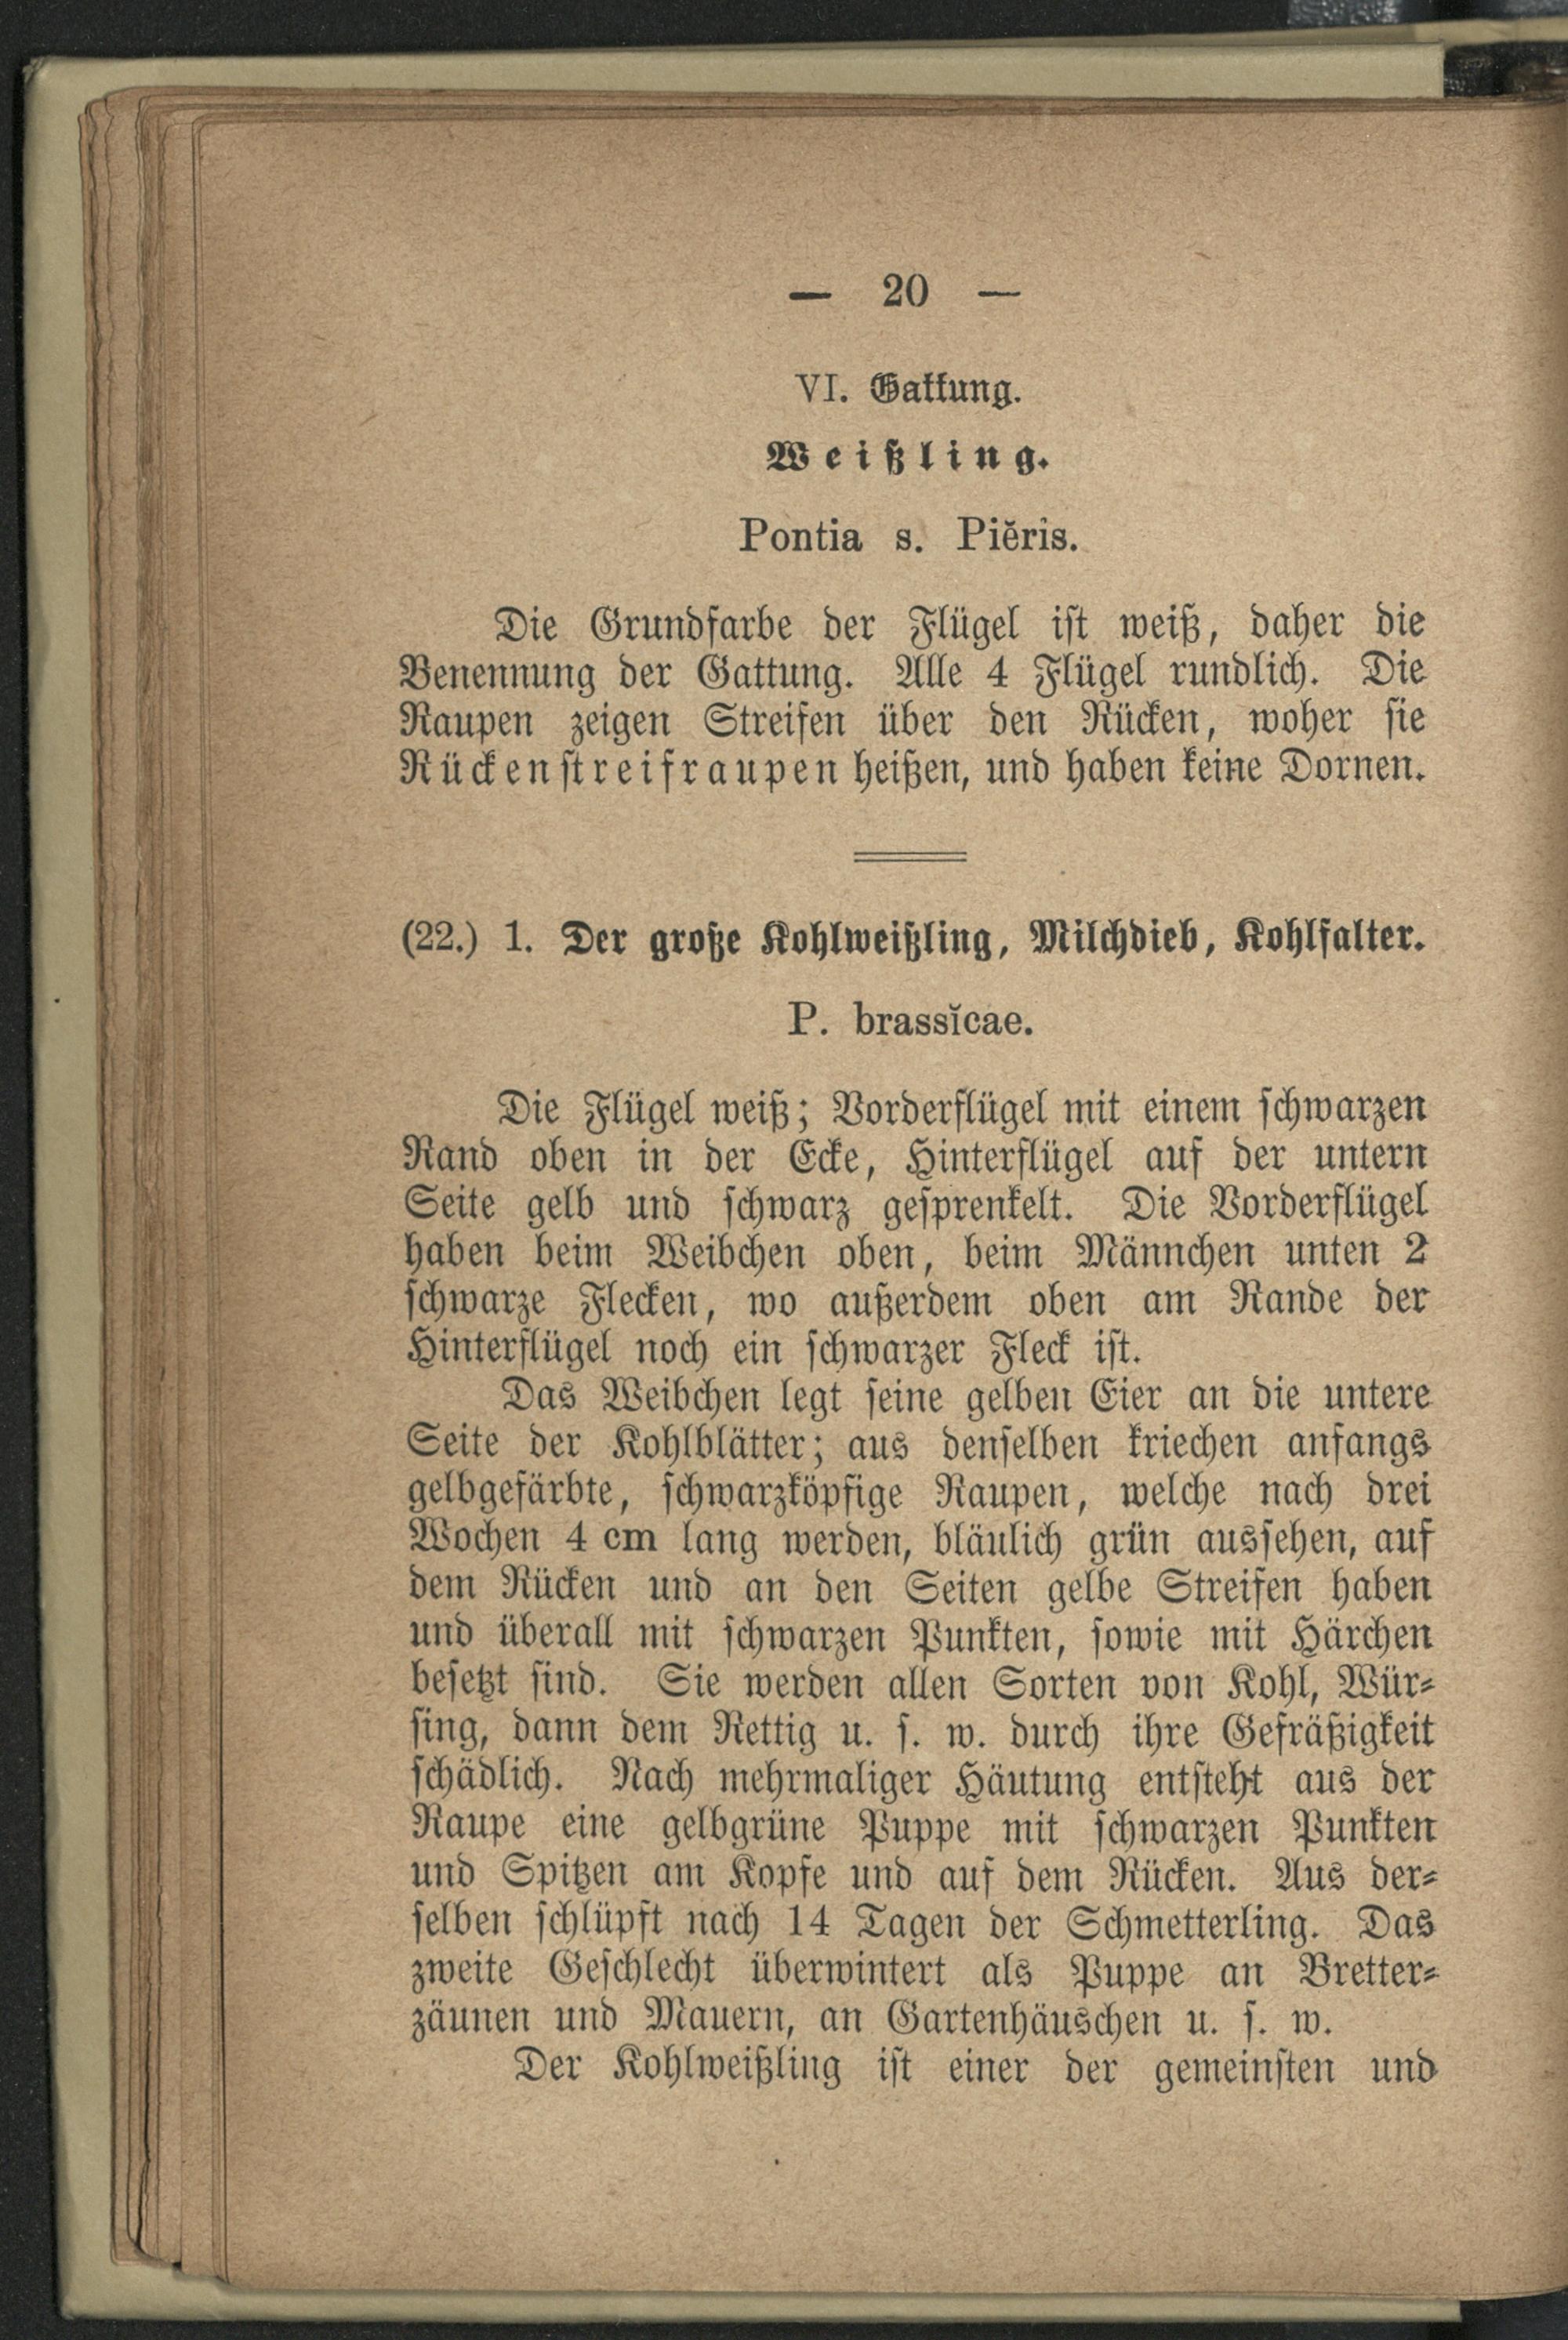 — 20 —
VI. Gattung.
Weißling.
Pontia s. Piĕris.
Die Grundfarbe der Flügel ist weiß, daher die
Benennung der Gattung. Alle 4 Flügel rundlich. Die
Raupen zeigen Streifen über den Rücken, woher sie
Rückenstreifraupen heißen, und haben keine Dornen.
(22.) 1. Der große Kohlweißling, Milchdieb, Kohlfalter.
P. brassĭcae.
Die Flügel weiß; Vorderflügel mit einem schwarzen
Rand oben in der Ecke, Hinterflügel auf der untern
Seite gelb und schwarz gesprenkelt. Die Vorderflügel
haben beim Weibchen oben, beim Männchen unten 2
schwarze Flecken, wo außerdem oben am Rande der
Hinterflügel noch ein schwarzer Fleck ist.
Das Weibchen legt seine gelben Eier an die untere
Seite der Kohlblätter; aus denselben kriechen anfangs
gelbgefärbte, schwarzköpfige Raupen, welche nach drei
Wochen 4 cm lang werden, bläulich grün aussehen, auf
dem Rücken und an den Seiten gelbe Streifen haben
und überall mit schwarzen Punkten, sowie mit Härchen
besetzt sind. Sie werden allen Sorten von Kohl, Wür-
sing, dann dem Rettig u. s. w. durch ihre Gefräßigkeit
schädlich. Nach mehrmaliger Häutung entsteht aus der
Raupe eine gelbgrüne Puppe mit schwarzen Punkten
und Spitzen am Kopfe und auf dem Rücken. Aus der-
selben schlüpft nach 14 Tagen der Schmetterling. Das
zweite Geschlecht überwintert als Puppe an Bretter-
zäunen und Mauern, an Gartenhäuschen u. s. w.
Der Kohlweißling ist einer der gemeinsten und